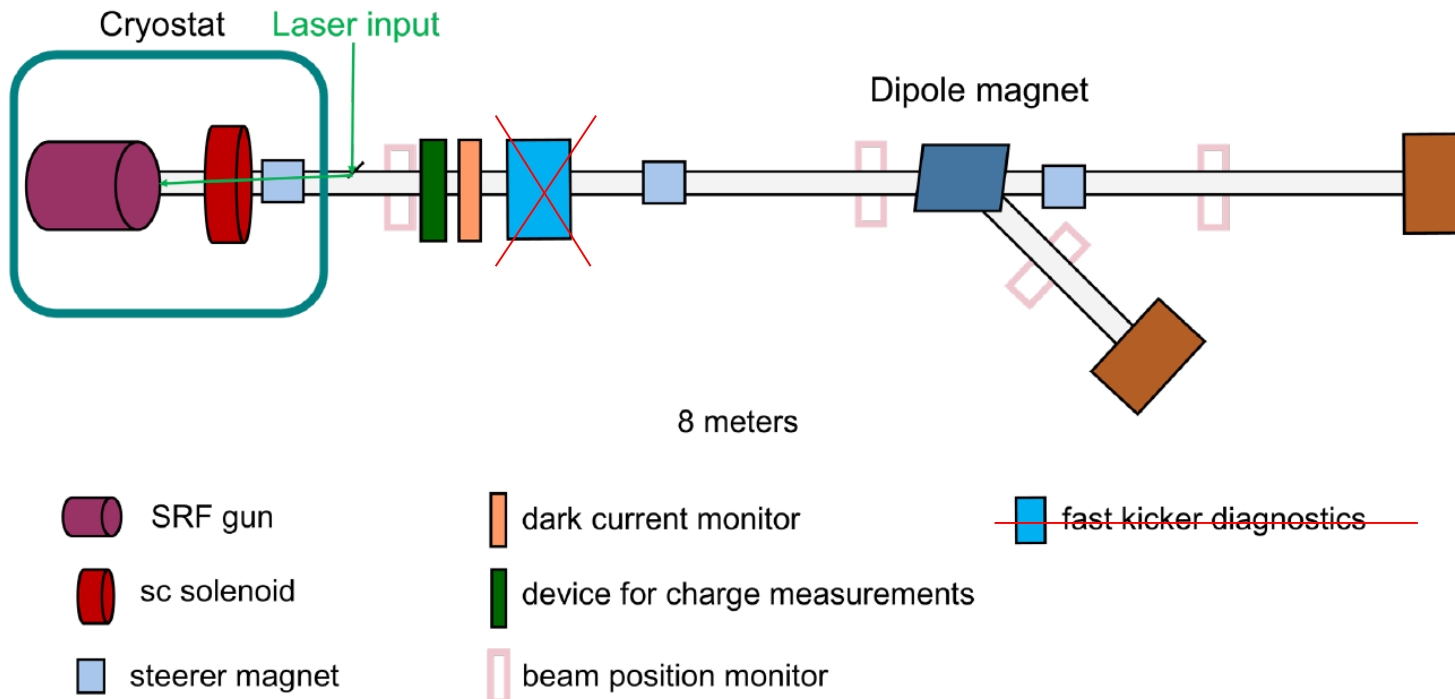 Cryostat
Laser input
Dipole magnet
8 meters
SRF gun
dark current monitor
fast kicker diagnostics
sc solenoid
device for charge measurements
steerer magnet
beam position monitor